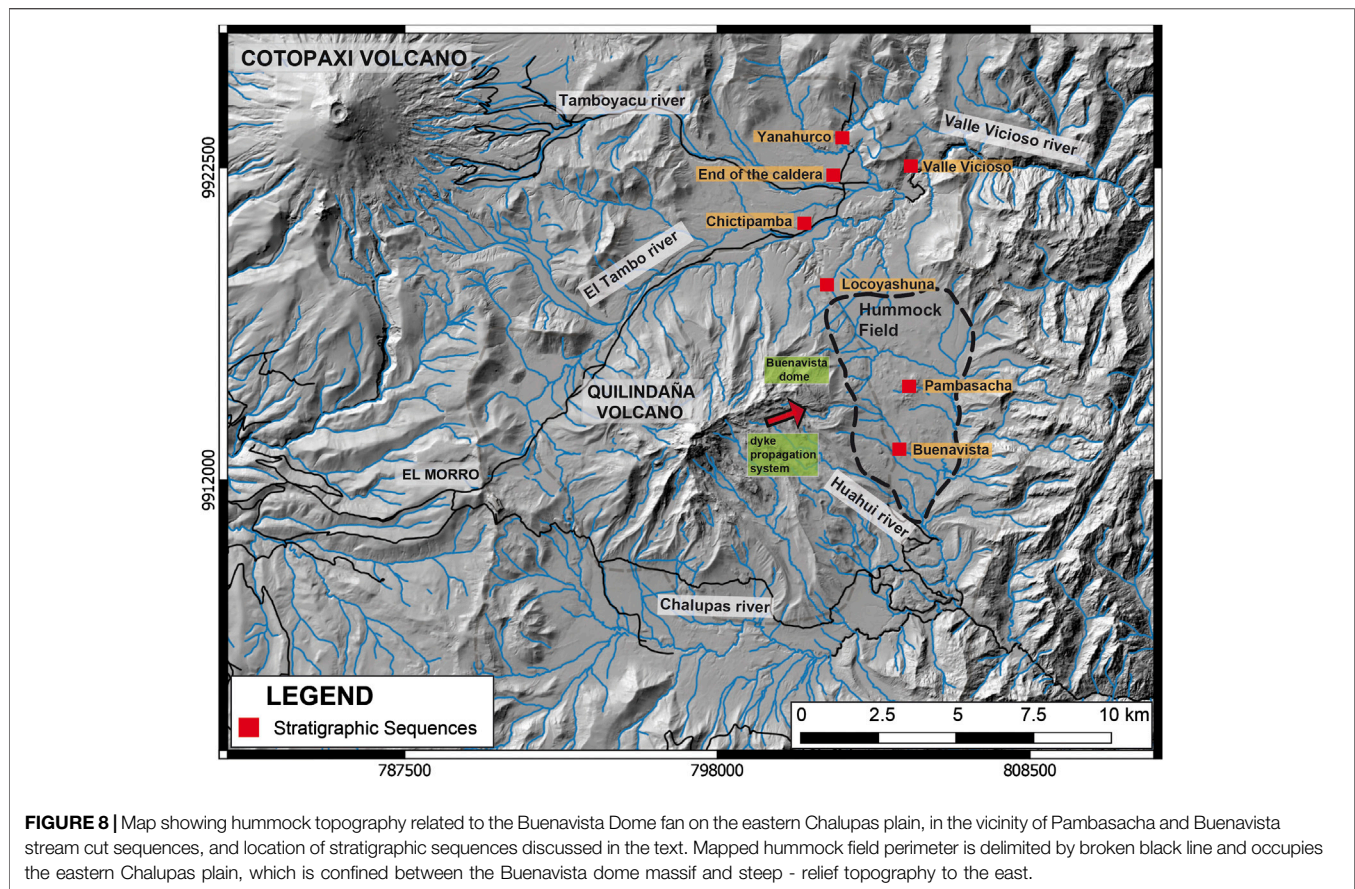 COTOPAXI VOLCANO
Tamboyacu river
Yanahurco
Valle Vicioso river
End of the caldera
Valle Vicioso
Chictipamba
El Tambo river
Locoyashuna
Hummock
Field
Buenavista
dome
QUILINDAÑA
VOLCANO
Pambasacha
dyke
propagation
system
Buenavista
EL MORRO
Huahui river
Chalupas river
LEGEND
Stratigraphic Sequences
0 2.5 5 7.5 10 km
9922500
9912000
787500 798000 808500
FIGURE 8 | Map showing hummock topography related to the Buenavista Dome fan on the eastern Chalupas plain, in the vicinity of Pambasacha and Buenavista
stream cut sequences, and location of stratigraphic sequences discussed in the text. Mapped hummock field perimeter is delimited by broken black line and occupies
the eastern Chalupas plain, which is confined between the Buenavista dome massif and steep - relief topography to the east.